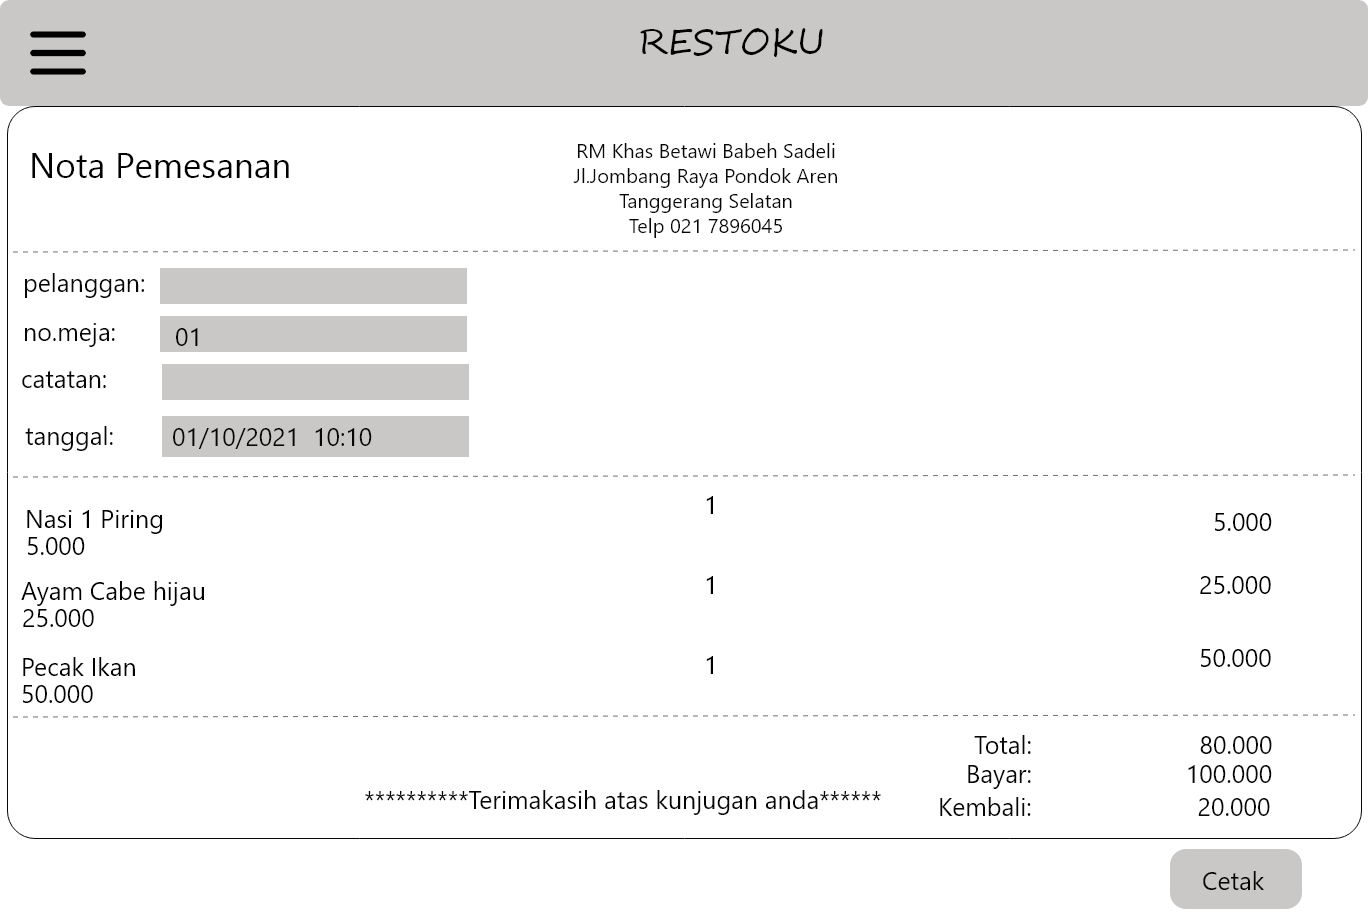 RESTOKU
Nota Pemesanan
RM Khas Betawi Babeh Sadeli
Jl.Jombang Raya Pondok Aren
Tanggerang Selatan
Telp 021 7896045
pelanggan:
no.meja: 01
catatan:
tanggal: 01/10/2021 10:10
Nasi 1 Piring 1 5.000
5.000
Ayam Cabe hijau 1 25.000
25.000
Pecak Ikan 1 50.000
50.000
Total: 80.000
Bayar: 100.000
**********Terimakasih atas kunjugan anda******
Kembali: 20.000
Cetak